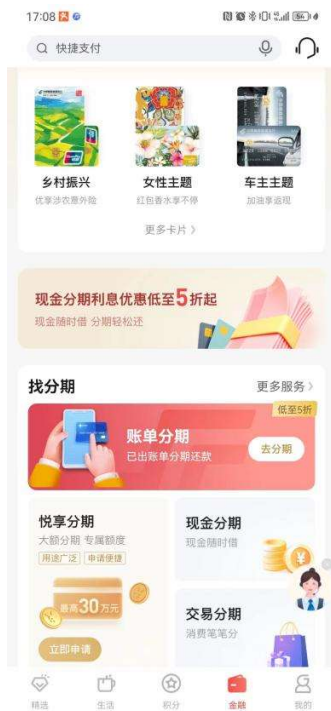 17:08
56
快捷支付
乡村振兴
女性主题
车主主题
优享涉农意外险
红包香水享不停
加油享返现
更多卡片 >
现金分期利息优惠低至5折起
现金随时借 分期轻松还
找分期
更多服务 >
低至5折
账单分期
已出账单分期还款
去分期
悦享分期
大额分期 专属额度
用途广泛 申请便捷
最高30万元
立即申请
现金分期
现金随时借
交易分期
消费笔笔分
精选
生活
积分
金融
我的